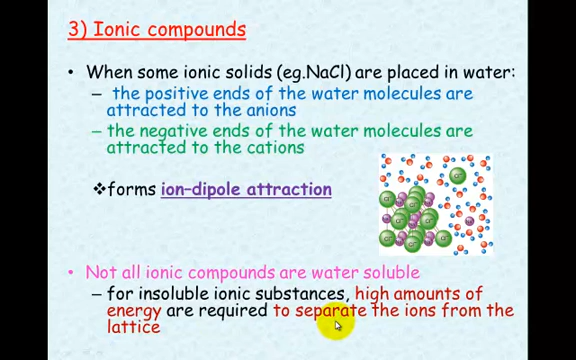 3) Ionic compounds
• When some ionic solids (eg.NaCl) are placed in water:
– the positive ends of the water molecules are
attracted to the anions
– the negative ends of the water molecules are
attracted to the cations
❖forms ion-dipole attraction
• Not all ionic compounds are water soluble
– for insoluble ionic substances, high amounts of
energy are required to separate the ions from the
lattice